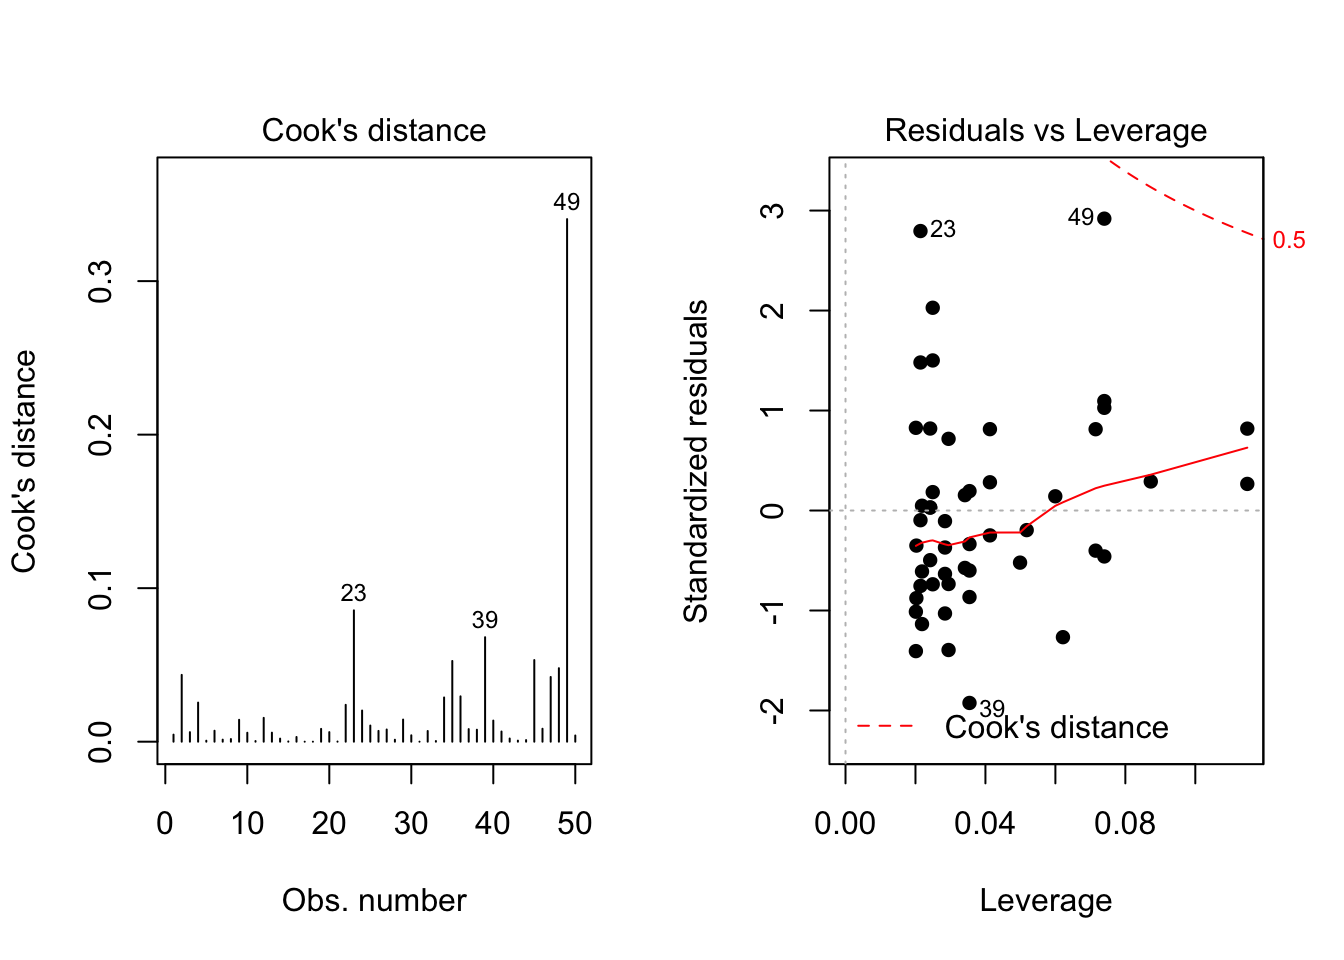 Cook's distance
Cook's distance
0.0
0.1
0.2
0.3
23
39
49
0 10 20 30 40 50
Obs. number
Residuals vs Leverage
Standardized residuals
3
2
1
0
-1
-2
23
49
0.5
39
Cook's distance
0.00 0.04 0.08
Leverage